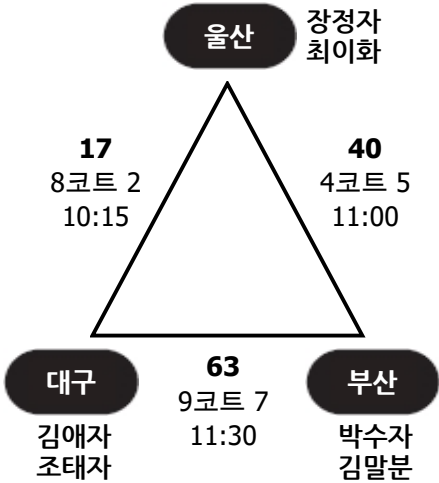 울산
장정자
최이화
17
8코트 2
10:15
40
4코트 5
11:00
대구
김애자
조태자
63
9코트 7
11:30
부산
박수자
김말분